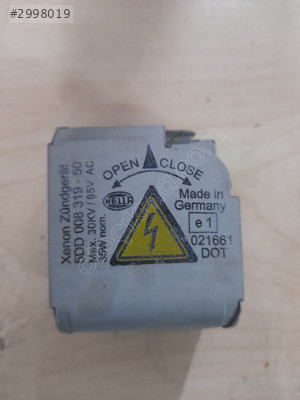 #2998019
Xenon Zündgerät
5DD 008 319 - 50
Max. 30KV / 85V AC
35W nom.
OPEN CLOSE
HELLA
Made in
Germany
e 1
021661
DOT